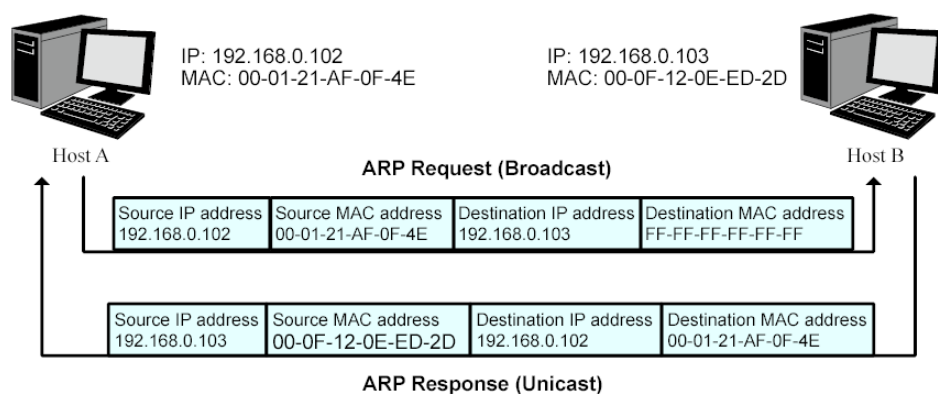 IP: 192.168.0.102
MAC: 00-01-21-AF-0F-4E
IP: 192.168.0.103
MAC: 00-0F-12-0E-ED-2D
Host A
Host B
ARP Request (Broadcast)
Source IP address
192.168.0.102
Source MAC address
00-01-21-AF-0F-4E
Destination IP address
192.168.0.103
Destination MAC address
FF-FF-FF-FF-FF-FF
Source IP address
192.168.0.103
Source MAC address
00-0F-12-0E-ED-2D
Destination IP address
192.168.0.102
Destination MAC address
00-01-21-AF-0F-4E
ARP Response (Unicast)